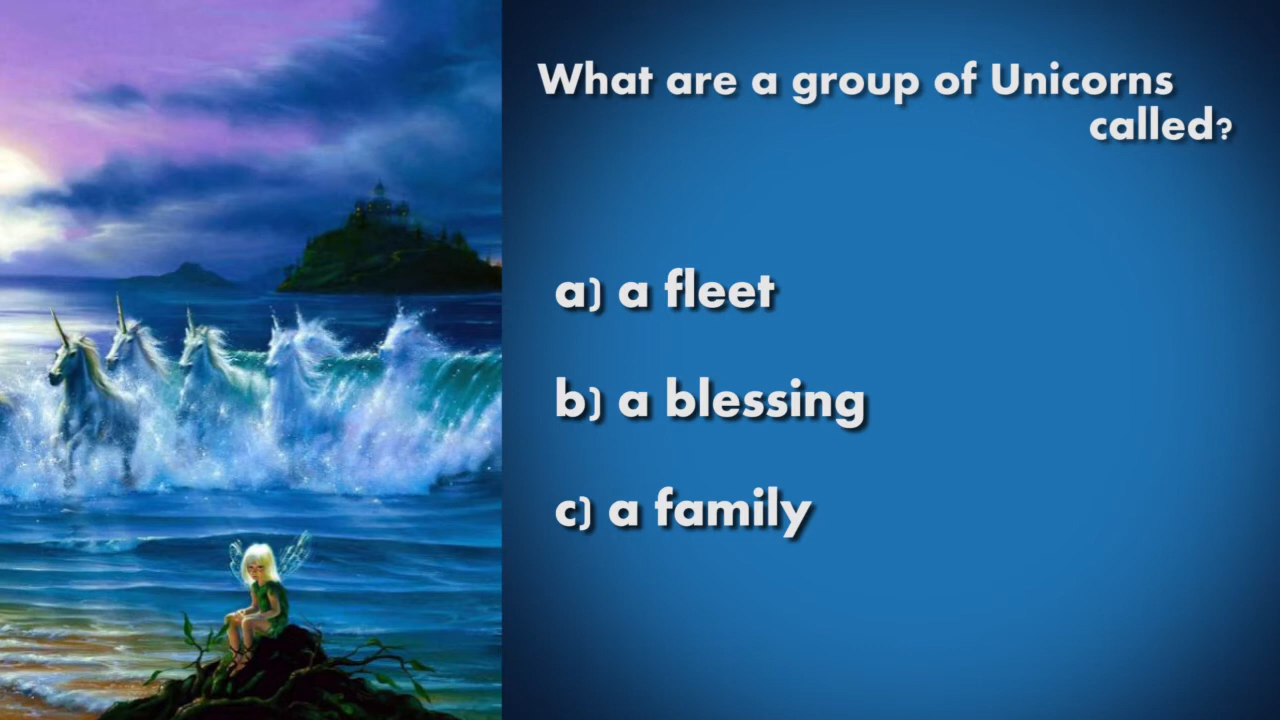 What are a group of Unicorns
called?
a) a fleet
b) a blessing
c) a family